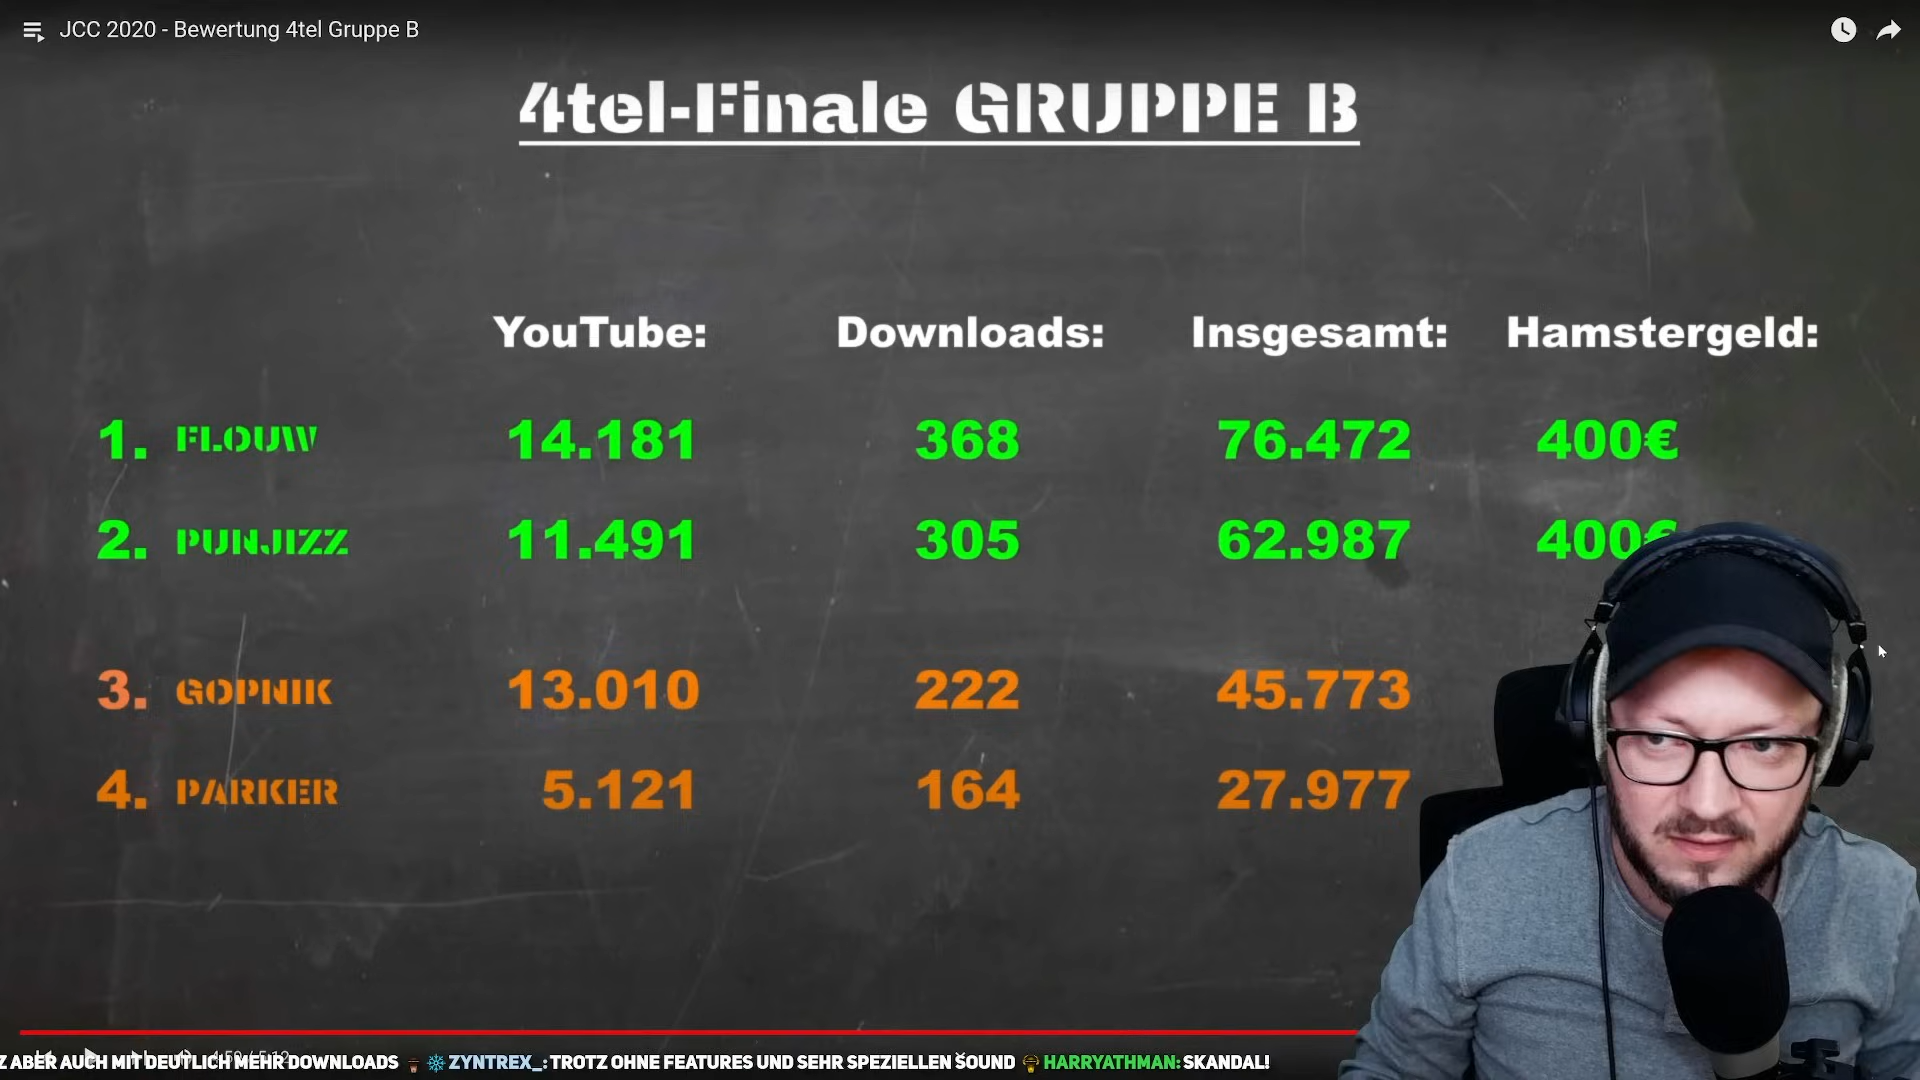 JCC 2020 - Bewertung 4tel Gruppe B
4tel-Finale GRUPPE B
YouTube: Downloads: Insgesamt: Hamstergeld:
1. FLOUW 14.181 368 76.472 400€
2. PUNJIZZ 11.491 305 62.987 400€
3. GOPNIK 13.010 222 45.773
4. PARKER 5.121 164 27.977
Z ABER AUCH MIT DEUTLICH MEHR DOWNLOADS ZYNTREX_: TROTZ OHNE FEATURES UND SEHR SPEZIELLEN SOUND HARRYATHMAN: SKANDAL!